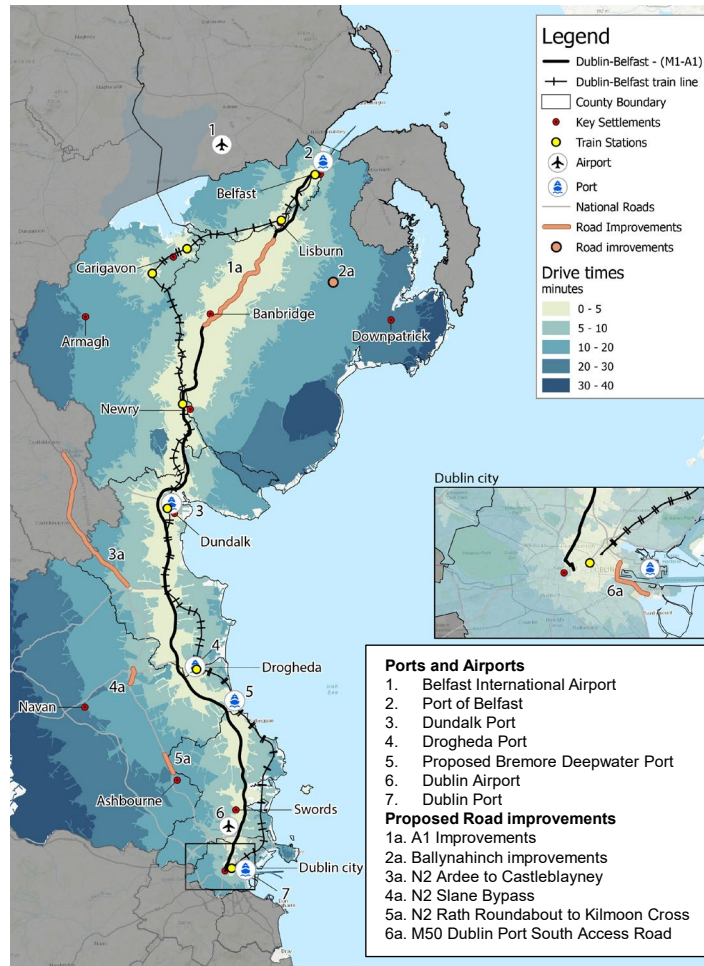 Legend
Dublin-Belfast - (M1-A1)
Dublin-Belfast train line
County Boundary
Key Settlements
Train Stations
Airport
Port
National Roads
Road Improvements
Road imrovements
Drive times
minutes
0 - 5
5 - 10
10 - 20
20 - 30
30 - 40
1
2
Belfast
Lisburn
Carigavon
1a
2a
Banbridge
Armagh
Downpatrick
Newry
3
Dundalk
3a
4
Drogheda
4a
5
Navan
5a
Ashbourne
Swords
6
Dublin city
7
Dublin city
6a
Ports and Airports
1. Belfast International Airport
2. Port of Belfast
3. Dundalk Port
4. Drogheda Port
5. Proposed Bremore Deepwater Port
6. Dublin Airport
7. Dublin Port
Proposed Road improvements
1a. A1 Improvements
2a. Ballynahinch improvements
3a. N2 Ardee to Castleblayney
4a. N2 Slane Bypass
5a. N2 Rath Roundabout to Kilmoon Cross
6a. M50 Dublin Port South Access Road